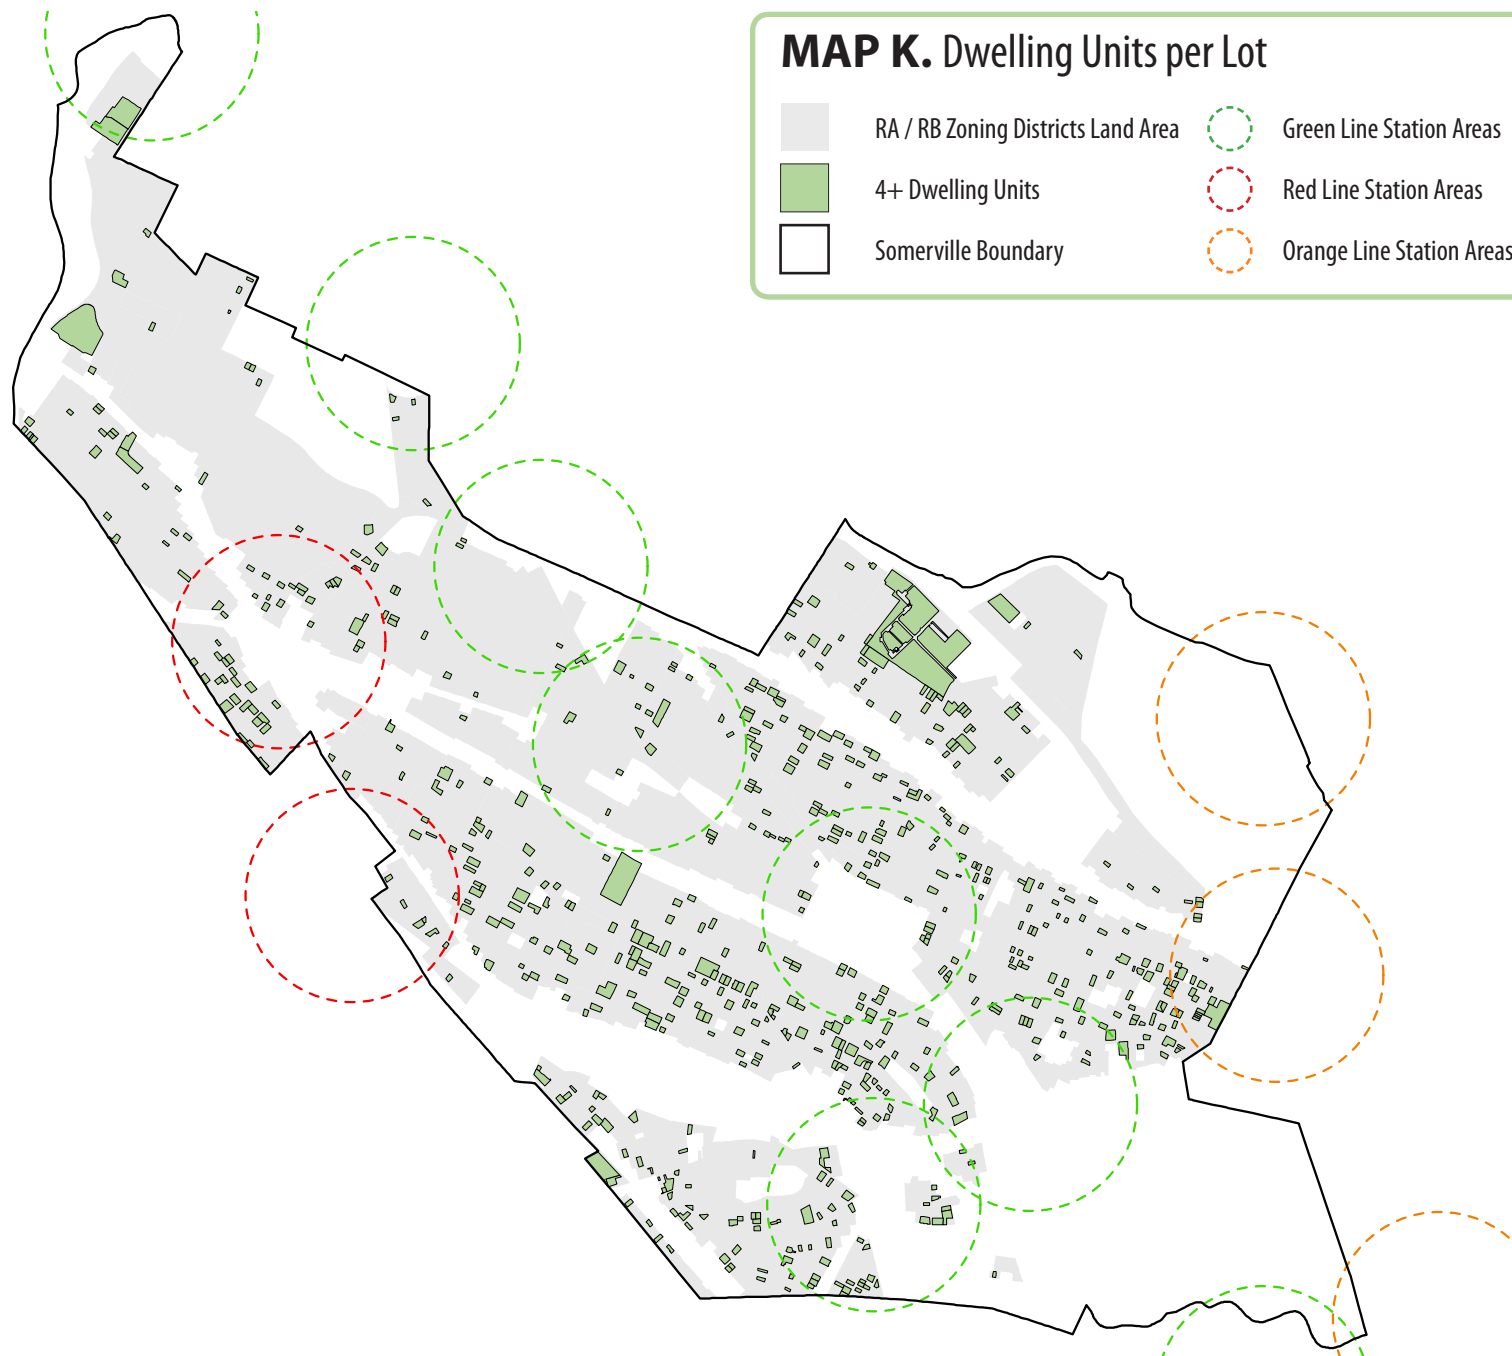 MAP K. Dwelling Units per Lot
RA / RB Zoning Districts Land Area
Green Line Station Areas
4+ Dwelling Units
Red Line Station Areas
Somerville Boundary
Orange Line Station Areas